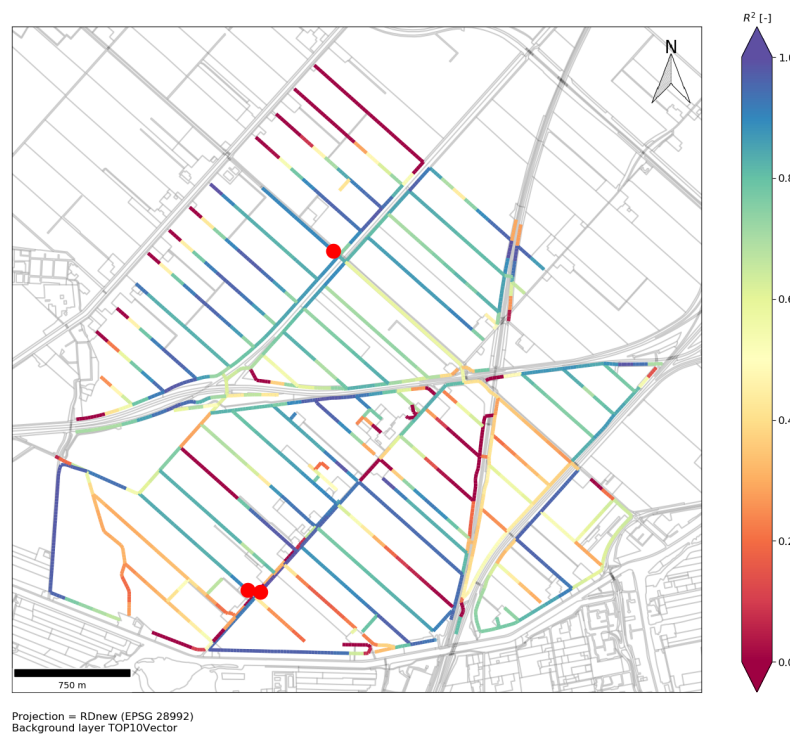 R² [-]
N
1.0
0.8
0.6
0.4
0.2
0.0
750 m
Projection = RDnew (EPSG 28992)
Background layer TOP10Vector